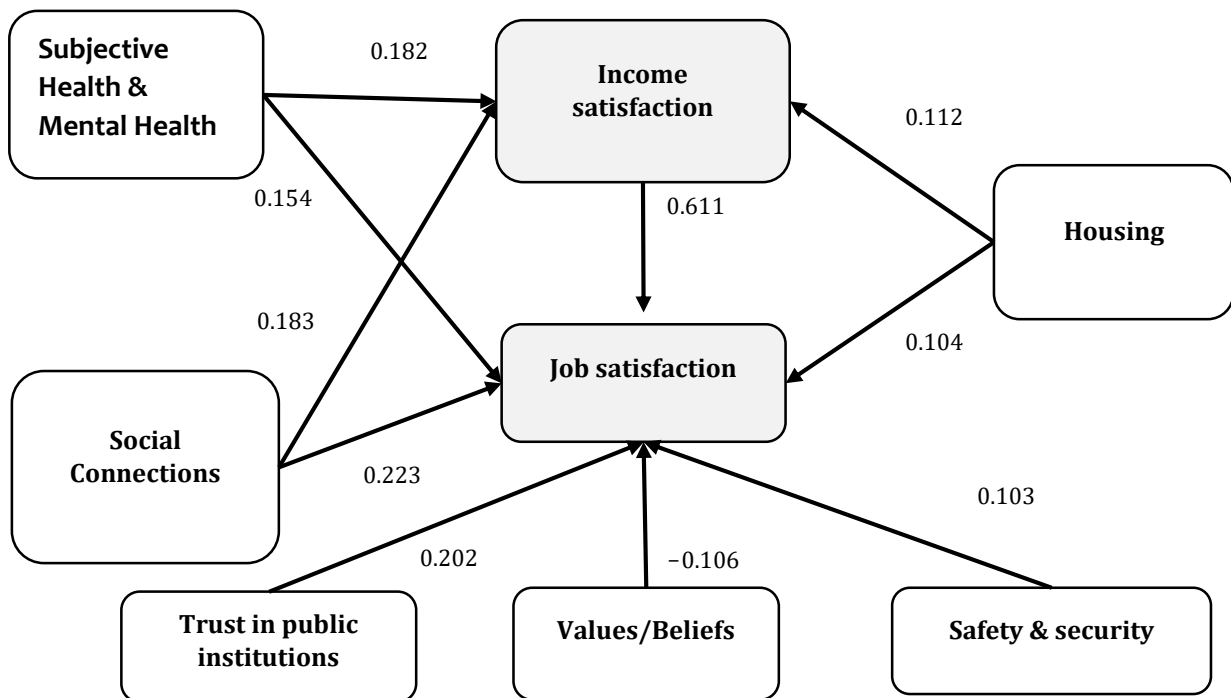 Subjective
Health &
Mental Health
0.182
Income
satisfaction
0.112
0.154
0.611
Housing
0.183
0.104
Job satisfaction
Social
Connections
0.223
0.103
0.202
−0.106
Trust in public
institutions
Values/Beliefs
Safety & security